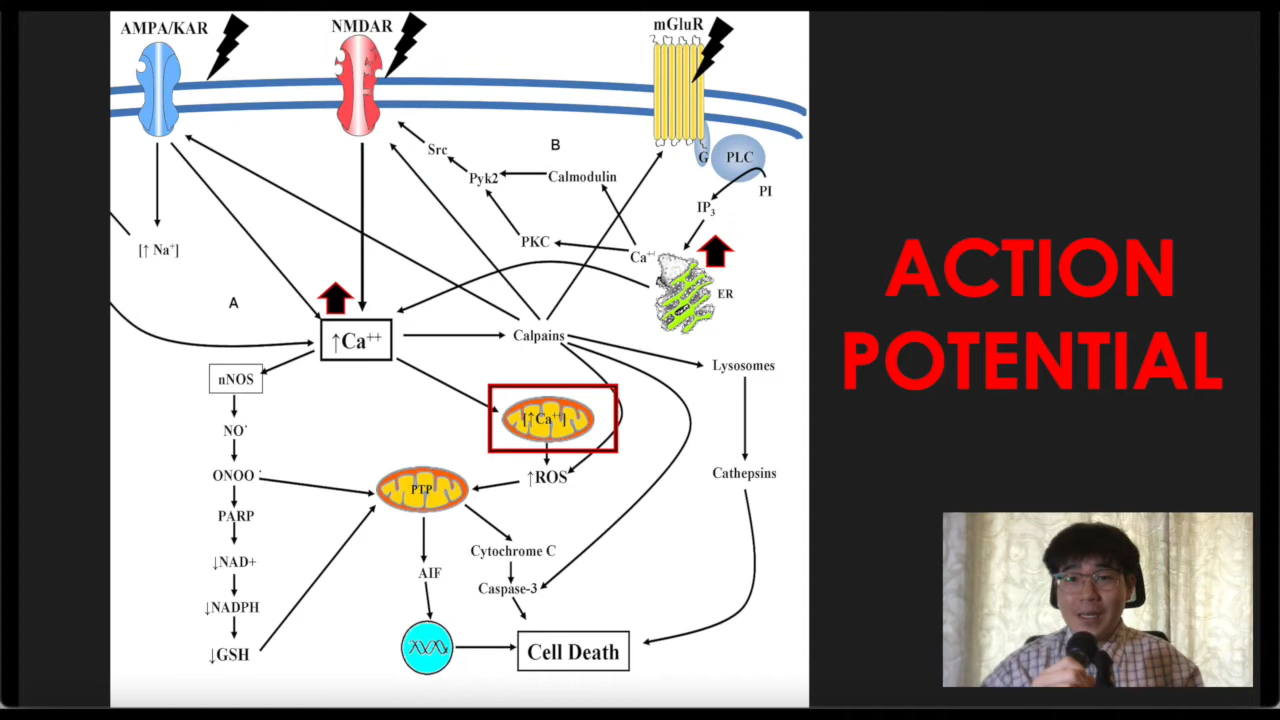 AMPA/KAR
NMDAR
mGluR
B
Src
Pyk2
Calmodulin
G
PLC
PI
IP3
PKC
Ca++
ER
[↑ Na+]
A
↑Ca++
Calpains
nNOS
Lysosomes
NO·
[↑Ca++]
ONOO-
↑ROS
Cathepsins
PTP
PARP
↓NAD+
Cytochrome C
AIF
Caspase-3
↓NADPH
↓GSH
Cell Death
ACTION
POTENTIAL